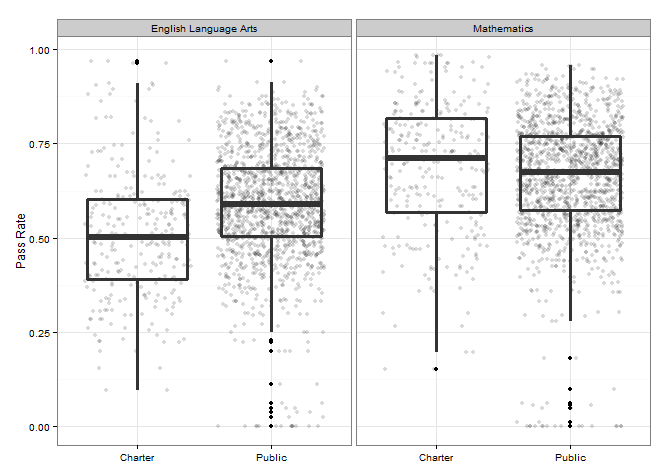 English Language Arts
Mathematics
Pass Rate
1.00
0.75
0.50
0.25
0.00
Charter
Public
Charter
Public